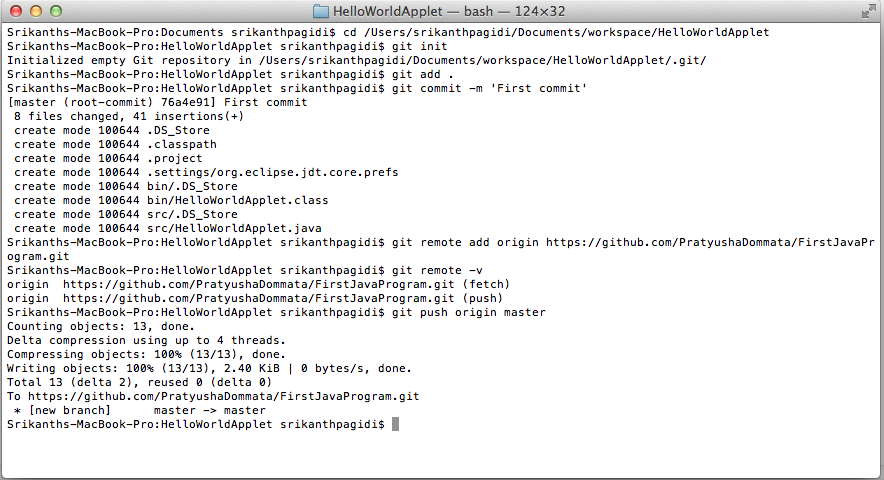 HelloWorldApplet — bash — 124×32
Srikanths-MacBook-Pro:Documents srikanthpagidi$ cd /Users/srikanthpagidi/Documents/workspace/HelloWorldApplet
Srikanths-MacBook-Pro:HelloWorldApplet srikanthpagidi$ git init
Initialized empty Git repository in /Users/srikanthpagidi/Documents/workspace/HelloWorldApplet/.git/
Srikanths-MacBook-Pro:HelloWorldApplet srikanthpagidi$ git add .
Srikanths-MacBook-Pro:HelloWorldApplet srikanthpagidi$ git commit -m 'First commit'
[master (root-commit) 76a4e91] First commit
 8 files changed, 41 insertions(+)
 create mode 100644 .DS_Store
 create mode 100644 .classpath
 create mode 100644 .project
 create mode 100644 .settings/org.eclipse.jdt.core.prefs
 create mode 100644 bin/.DS_Store
 create mode 100644 bin/HelloWorldApplet.class
 create mode 100644 src/.DS_Store
 create mode 100644 src/HelloWorldApplet.java
Srikanths-MacBook-Pro:HelloWorldApplet srikanthpagidi$ git remote add origin https://github.com/PratyushaDommata/FirstJavaPr
ogram.git
Srikanths-MacBook-Pro:HelloWorldApplet srikanthpagidi$ git remote -v
origin  https://github.com/PratyushaDommata/FirstJavaProgram.git (fetch)
origin  https://github.com/PratyushaDommata/FirstJavaProgram.git (push)
Srikanths-MacBook-Pro:HelloWorldApplet srikanthpagidi$ git push origin master
Counting objects: 13, done.
Delta compression using up to 4 threads.
Compressing objects: 100% (13/13), done.
Writing objects: 100% (13/13), 2.40 KiB | 0 bytes/s, done.
Total 13 (delta 2), reused 0 (delta 0)
To https://github.com/PratyushaDommata/FirstJavaProgram.git
 * [new branch]      master -> master
Srikanths-MacBook-Pro:HelloWorldApplet srikanthpagidi$